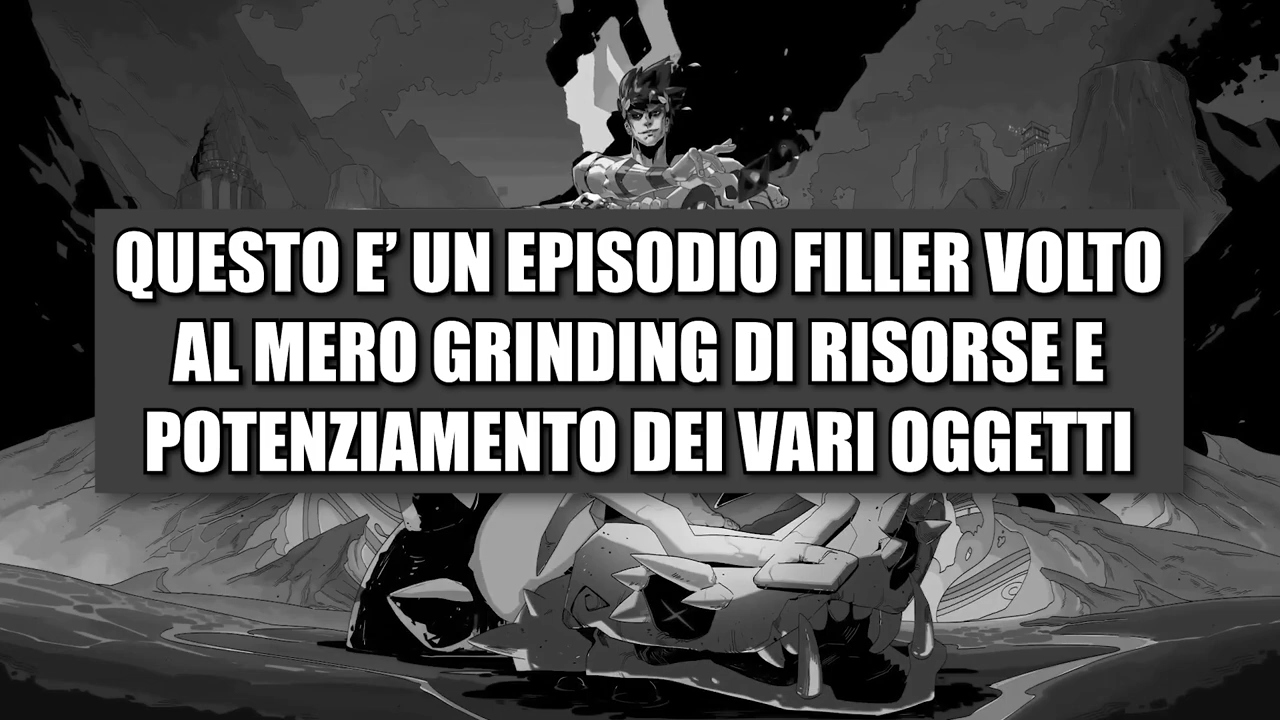 QUESTO E’ UN EPISODIO FILLER VOLTO
AL MERO GRINDING DI RISORSE E
POTENZIAMENTO DEI VARI OGGETTI